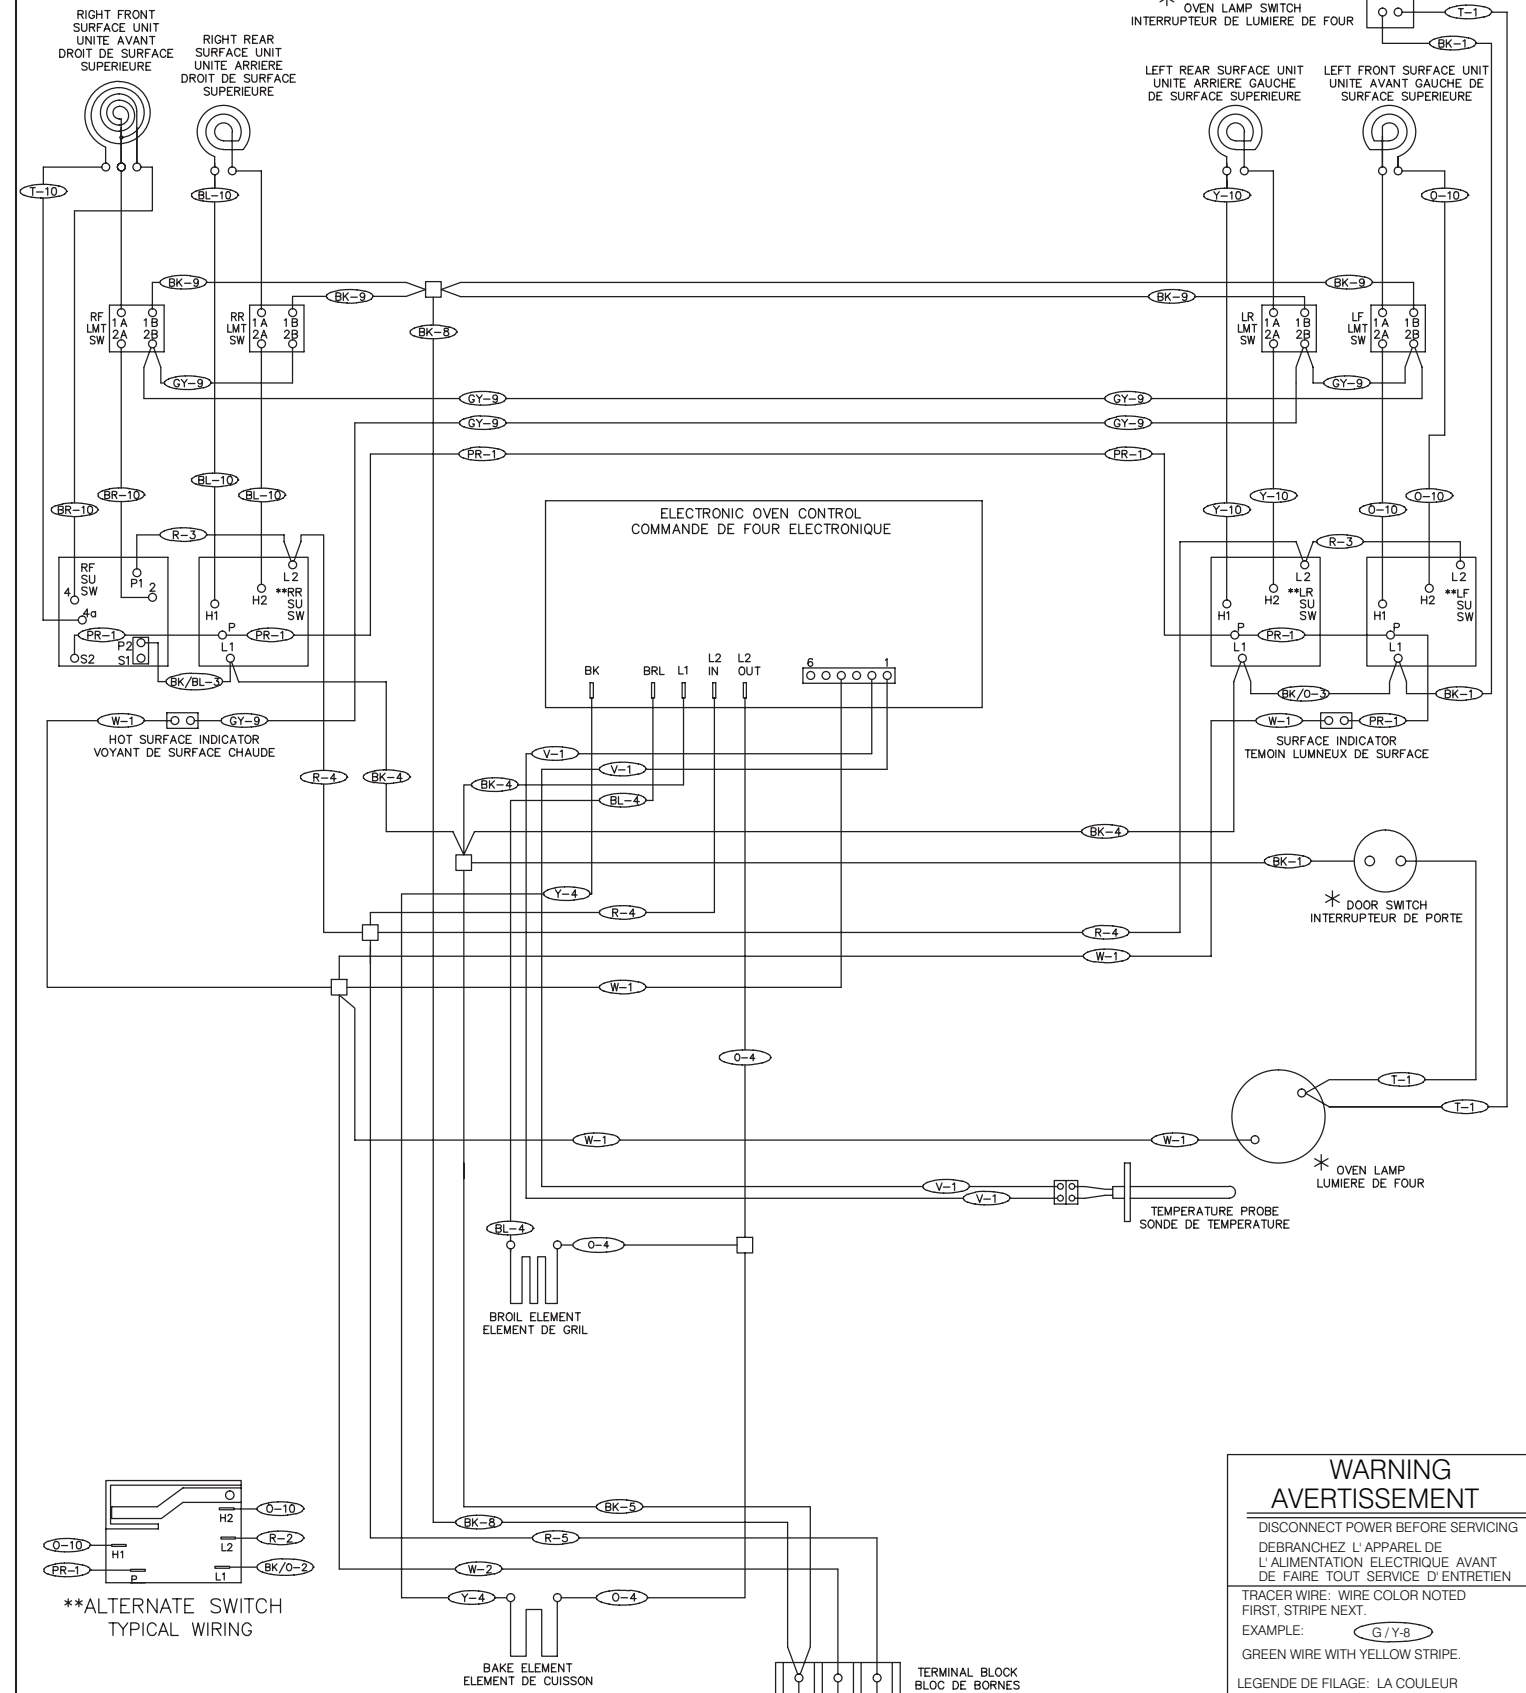 OVEN LAMP SWITCH
INTERRUPTEUR DE LUMIERE DE FOUR
T-1
BK-1
RIGHT FRONT
SURFACE UNIT
UNITE AVANT
DROIT DE SURFACE
SUPERIEURE
RIGHT REAR
SURFACE UNIT
UNITE ARRIERE
DROIT DE SURFACE
SUPERIEURE
LEFT REAR SURFACE UNIT
UNITE ARRIERE GAUCHE
DE SURFACE SUPERIEURE
LEFT FRONT SURFACE UNIT
UNITE AVANT GAUCHE DE
SURFACE SUPERIEURE
T-10
BL-10
Y-10
O-10
BK-9
BK-9
BK-9
BK-9
BK-8
RF
LMT
SW
1A 1B
2A 2B
RR
LMT
SW
1A 1B
2A 2B
LR
LMT
SW
1A 1B
2A 2B
LF
LMT
SW
1A 1B
2A 2B
GY-9
GY-9
GY-9
GY-9
GY-9
GY-9
PR-1
PR-1
BR-10
BR-10
BL-10
BL-10
Y-10
Y-10
O-10
O-10
ELECTRONIC OVEN CONTROL
COMMANDE DE FOUR ELECTRONIQUE
R-3
R-3
RF
SU
SW
P1
4
2
4a
PR-1
P2
S2
S1
L2
**RR
SU
SW
H1
H2
P
PR-1
L1
BK/BL-3
L2
**LR
SU
SW
H1
H2
P
PR-1
L1
L2
**LF
SU
SW
H1
H2
P
L1
BK/O-3
BK-1
BK
BRL
L1
L2
IN
L2
OUT
6
1
W-1
GY-9
HOT SURFACE INDICATOR
VOYANT DE SURFACE CHAUDE
W-1
PR-1
SURFACE INDICATOR
TEMOIN LUMNEUX DE SURFACE
V-1
V-1
R-4
BK-4
BK-4
BL-4
BK-4
BK-1
DOOR SWITCH
INTERRUPTEUR DE PORTE
Y-4
R-4
R-4
W-1
W-1
O-4
T-1
T-1
W-1
W-1
OVEN LAMP
LUMIERE DE FOUR
V-1
V-1
TEMPERATURE PROBE
SONDE DE TEMPERATURE
BL-4
O-4
BROIL ELEMENT
ELEMENT DE GRIL
BK-5
BK-8
R-5
W-2
Y-4
O-4
BAKE ELEMENT
ELEMENT DE CUISSON
TERMINAL BLOCK
BLOC DE BORNES
H2
O-10
O-10
H1
L2
R-2
PR-1
P
L1
BK/O-2
**ALTERNATE SWITCH
TYPICAL WIRING
WARNING
AVERTISSEMENT
DISCONNECT POWER BEFORE SERVICING
DEBRANCHEZ L'APPAREL DE
L'ALIMENTATION ELECTRIQUE AVANT
DE FAIRE TOUT SERVICE D'ENTRETIEN
TRACER WIRE: WIRE COLOR NOTED
FIRST, STRIPE NEXT.
EXAMPLE: G / Y-8
GREEN WIRE WITH YELLOW STRIPE.
LEGENDE DE FILAGE: LA COULEUR